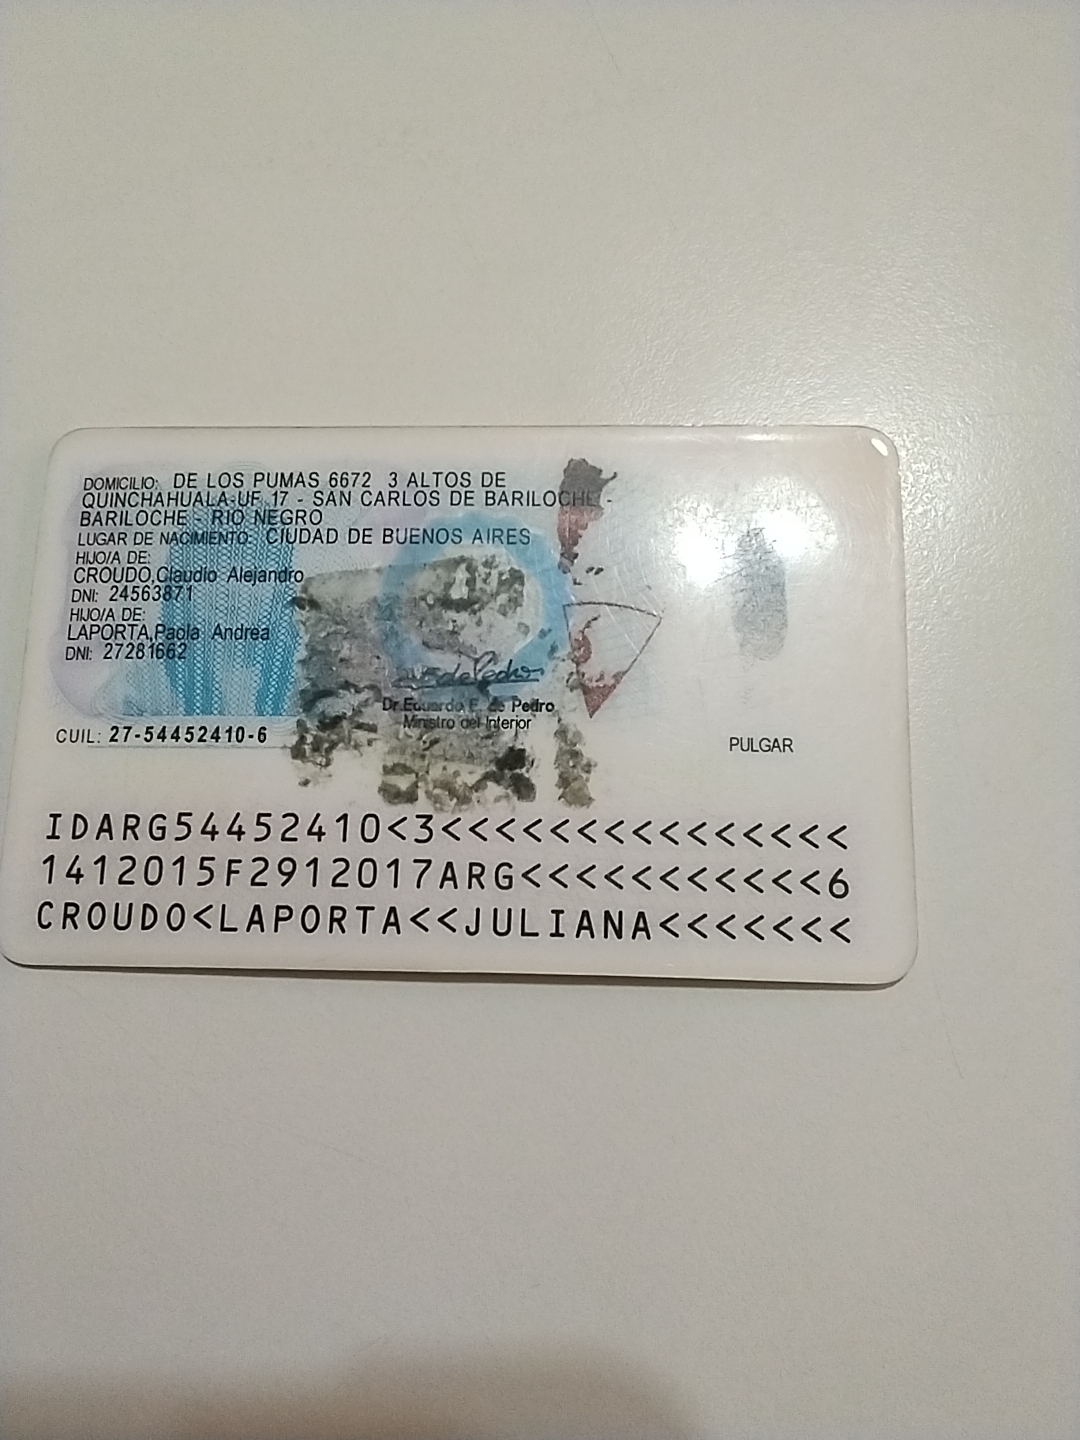 DOMICILIO: DE LOS PUMAS 6672 3 ALTOS DE
QUINCHAHUALA-UF 17 - SAN CARLOS DE BARILOCHE -
BARILOCHE - RIO NEGRO
LUGAR DE NACIMIENTO: CIUDAD DE BUENOS AIRES
HIJO/A DE:
CROUDO,Claudio Alejandro
DNI: 24563871
HIJO/A DE:
LAPORTA,Paola Andrea
DNI: 27281662
Dr. Eduardo E. de Pedro
Ministro del Interior
CUIL: 27-54452410-6
PULGAR
IDARG54452410<3<<<<<<<<<<<<<<<
1412015F2912017ARG<<<<<<<<<<<6
CROUDO<LAPORTA<<JULIANA<<<<<<<